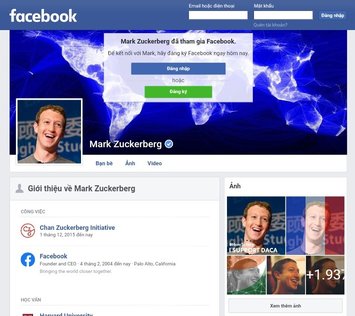 facebook
Email hoặc điện thoại
Mật khẩu
Đăng nhập
Quên tài khoản?
Mark Zuckerberg đã tham gia Facebook.
Để kết nối với Mark, hãy đăng ký Facebook ngay hôm nay.
Đăng nhập
hoặc
Đăng ký
Mark Zuckerberg
Bạn bè
Ảnh
Video
Giới thiệu về Mark Zuckerberg
CÔNG VIỆC
Chan Zuckerberg Initiative
1 tháng 12, 2015 đến nay
Facebook
Founder and CEO · 4 tháng 2, 2004 đến nay · Palo Alto, California
Bringing the world closer together.
HỌC VẤN
Harvard University
Ảnh
I SUPPORT DACA
+1.937
Xem thêm ảnh